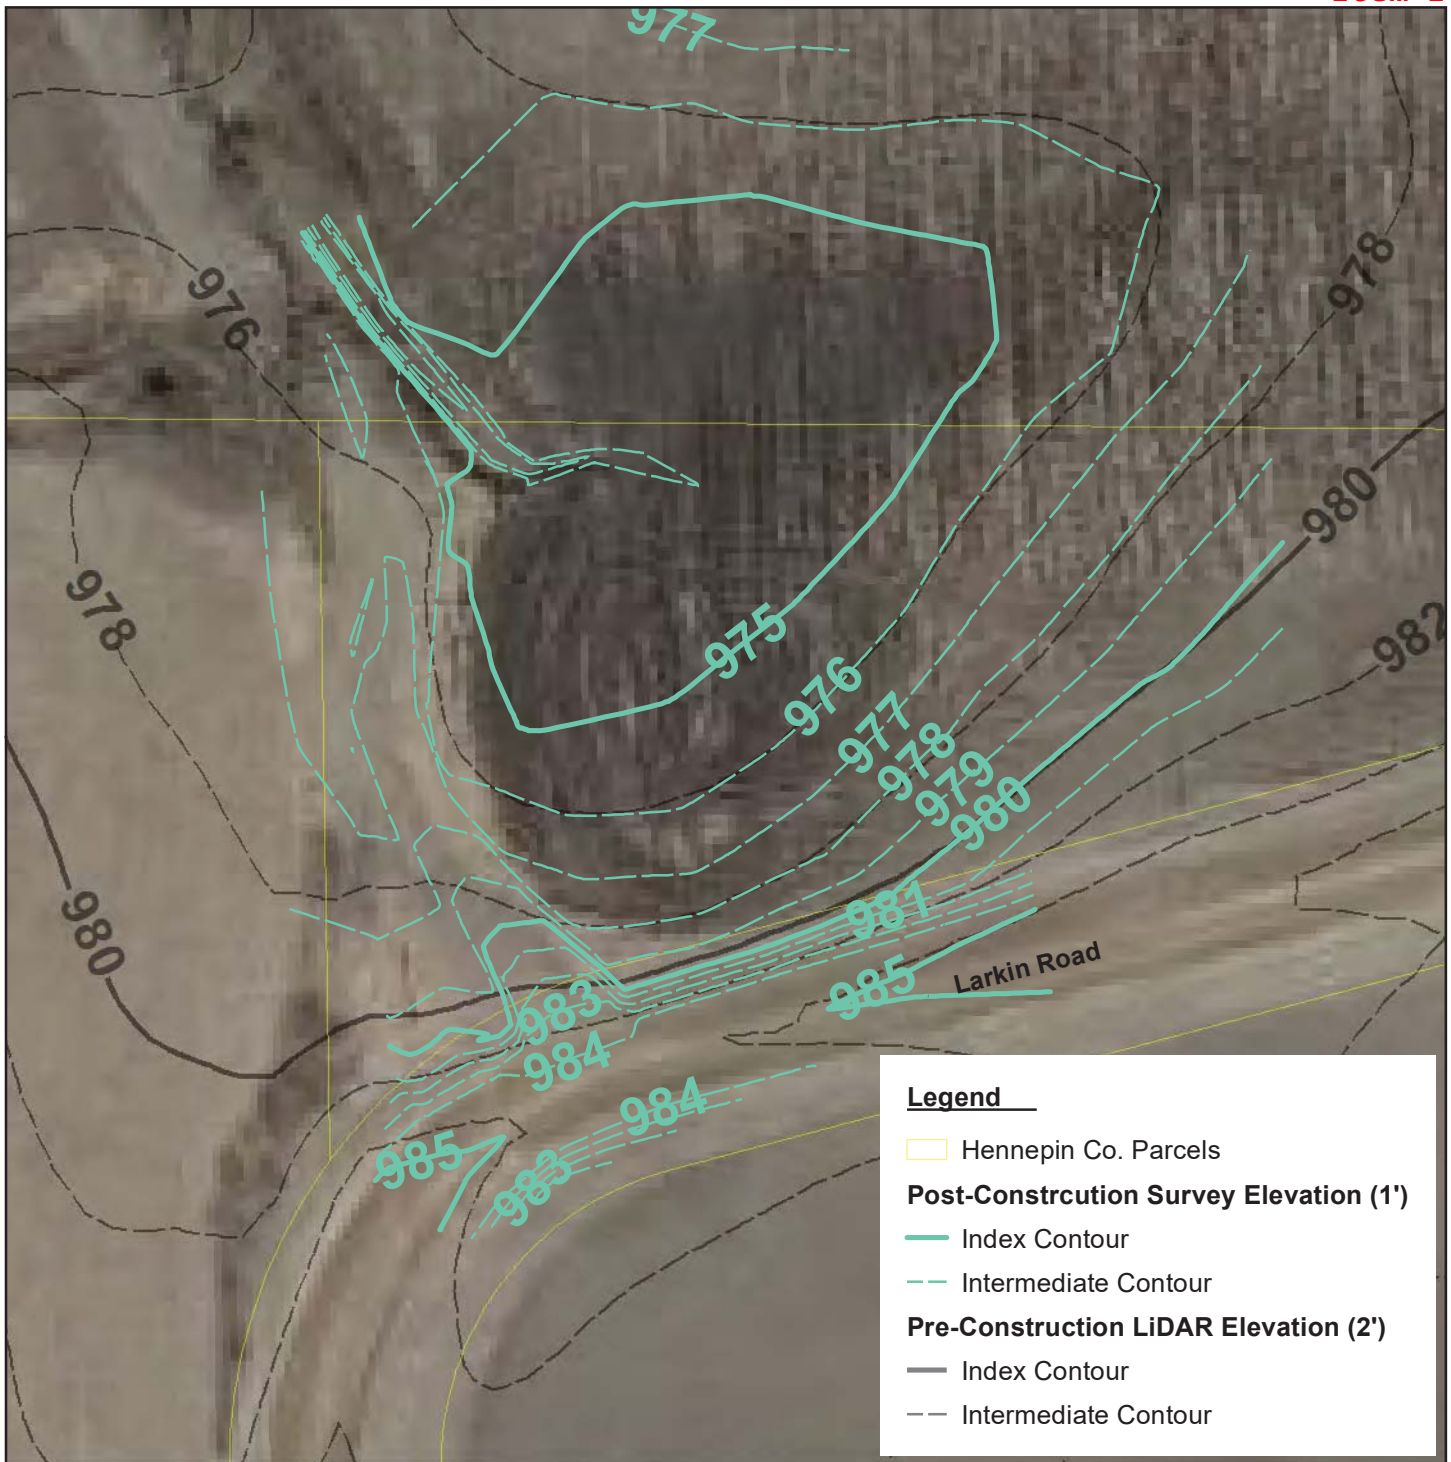 977
976
978
978
980
982
975
976
977
978
979
980
980
981
985
Larkin Road
983
984
984
985
983
Legend
Hennepin Co. Parcels
Post-Constrcution Survey Elevation (1')
Index Contour
Intermediate Contour
Pre-Construction LiDAR Elevation (2')
Index Contour
Intermediate Contour